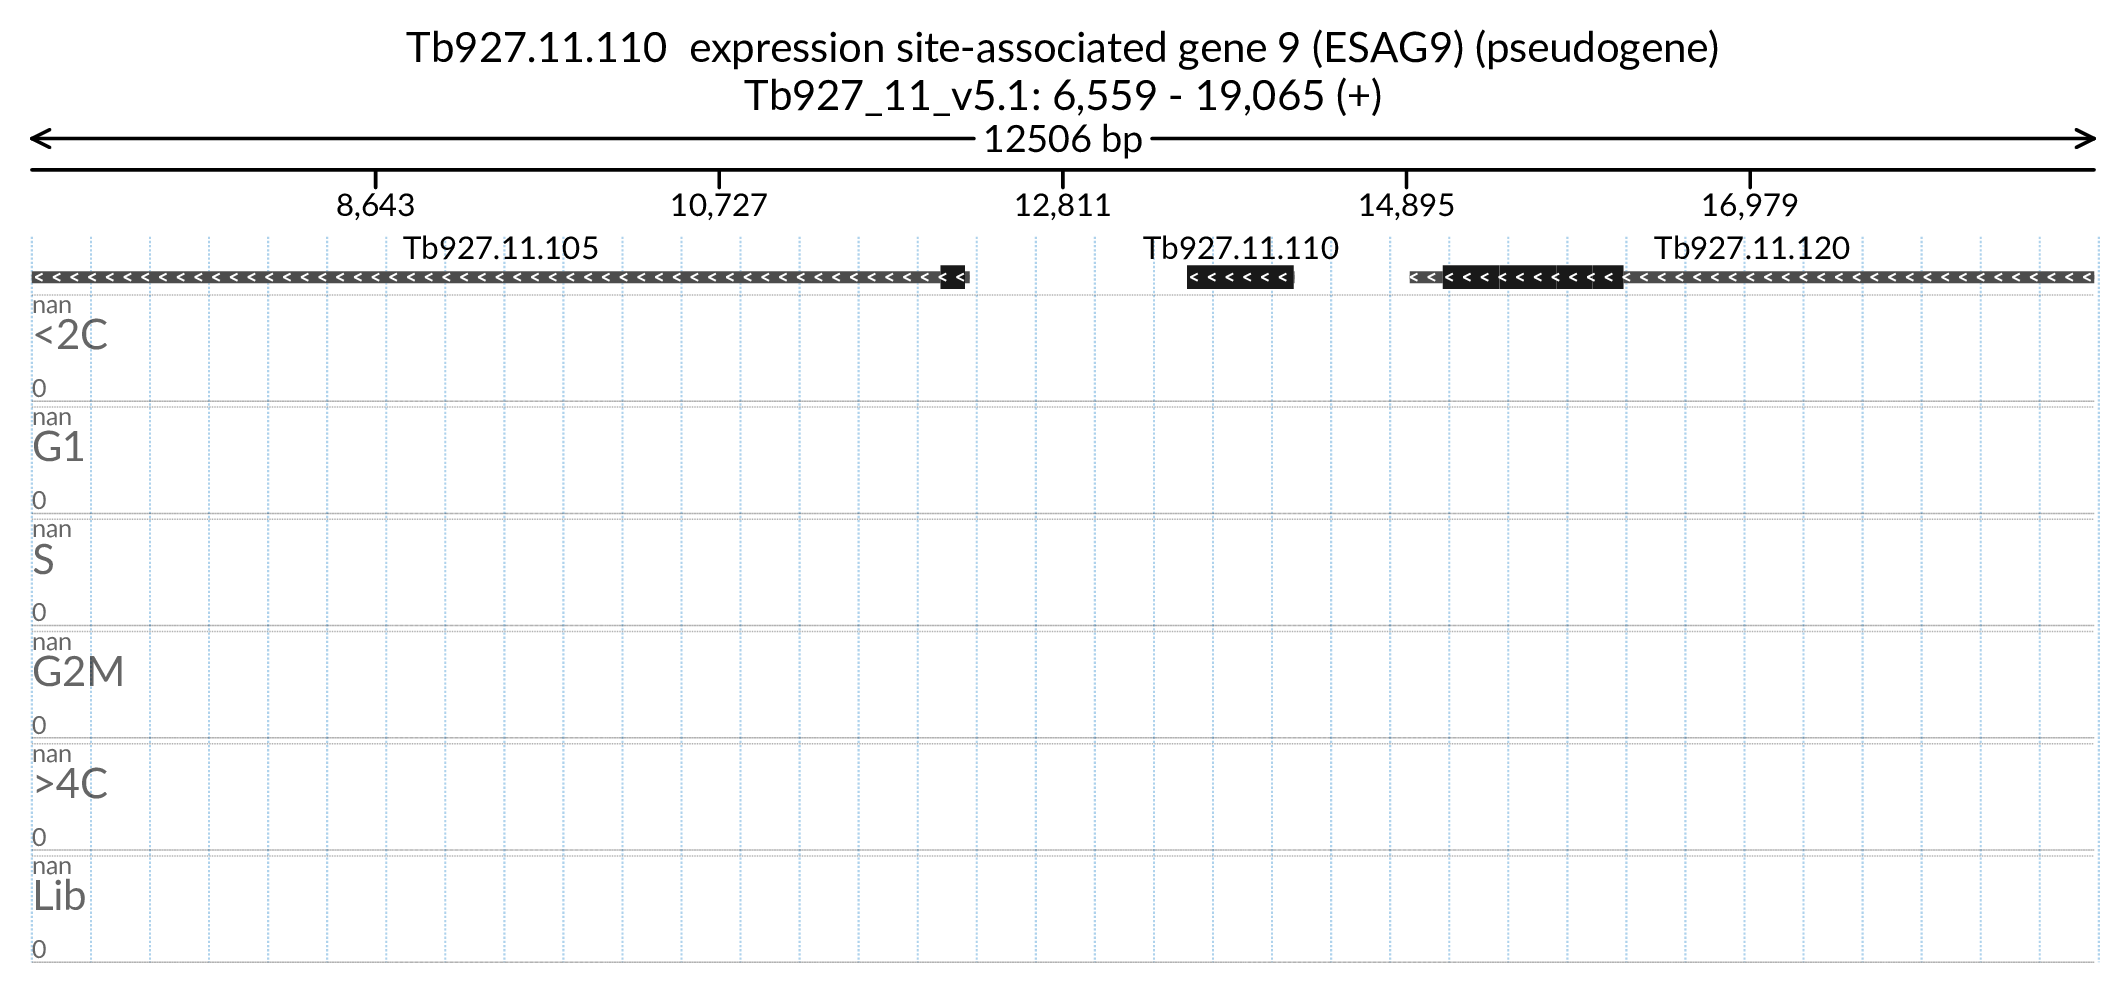 Tb927.11.110 expression site-associated gene 9 (ESAG9) (pseudogene)
Tb927_11_v5.1: 6,559 - 19,065 (+)
12506 bp
8,643 10,727 12,811 14,895 16,979
Tb927.11.105 Tb927.11.110 Tb927.11.120
nan
<2C
0
nan
G1
0
nan
S
0
nan
G2M
0
nan
>4C
0
nan
Lib
0